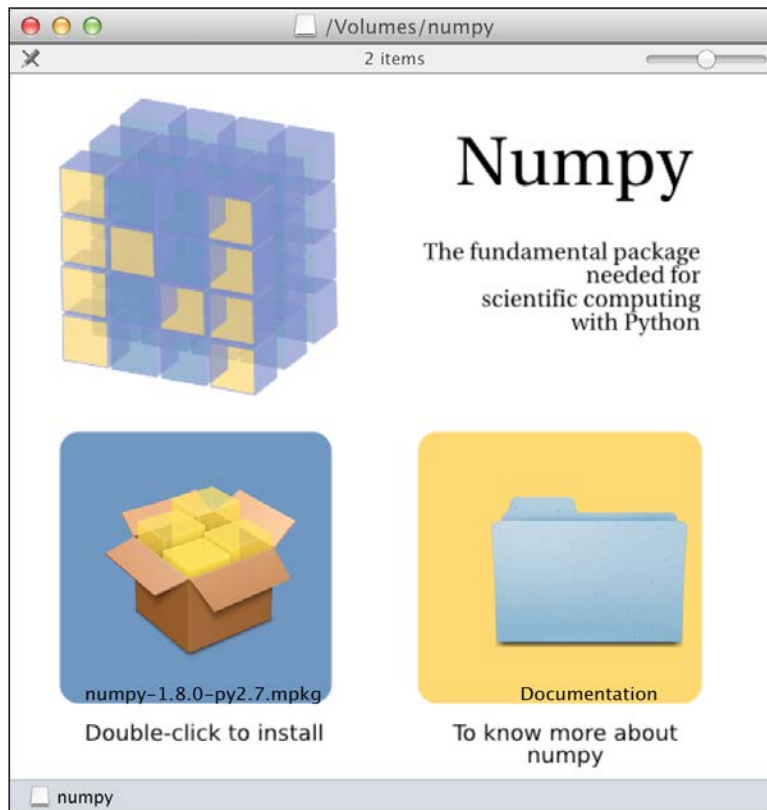 /Volumes/numpy
2 items
Numpy
The fundamental package
needed for
scientific computing
with Python
numpy-1.8.0-py2.7.mpkg
Double-click to install
Documentation
To know more about
numpy
numpy